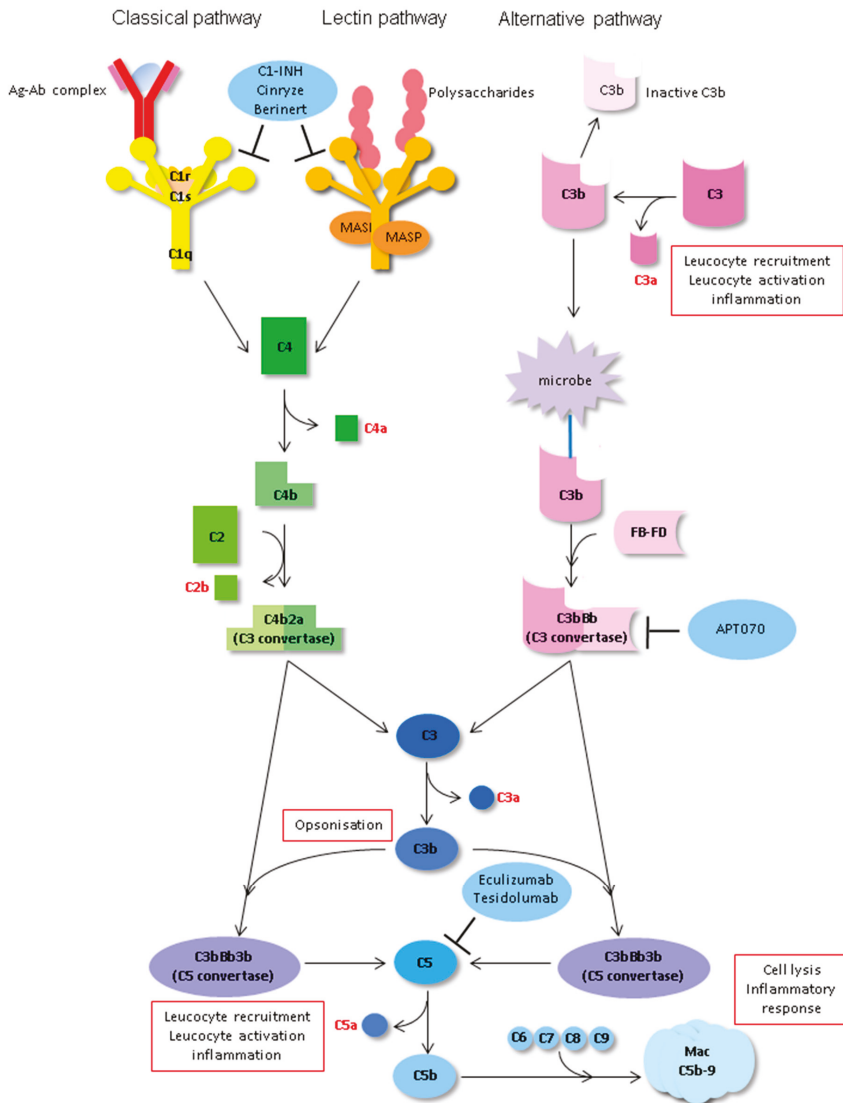 Classical pathway
Lectin pathway
Alternative pathway
Ag-Ab complex
C1-INH
Cinryze
Berinert
Polysaccharides
C3b
Inactive C3b
C1r
C1s
C1q
MASP
C3b
C3
C3a
Leucocyte recruitment
Leucocyte activation
inflammation
C4
microbe
C4a
C4b
C3b
C2
FB-FD
C2b
C4b2a
(C3 convertase)
C3bBb
(C3 convertase)
APT070
C3
C3a
Opsonisation
C3b
Eculizumab
Tesidolumab
C3bBb3b
(C5 convertase)
C5
C3bBb3b
(C5 convertase)
Cell lysis
Inflammatory
response
Leucocyte recruitment
Leucocyte activation
inflammation
C5a
C6
C7
C8
C9
Mac
C5b-9
C5b